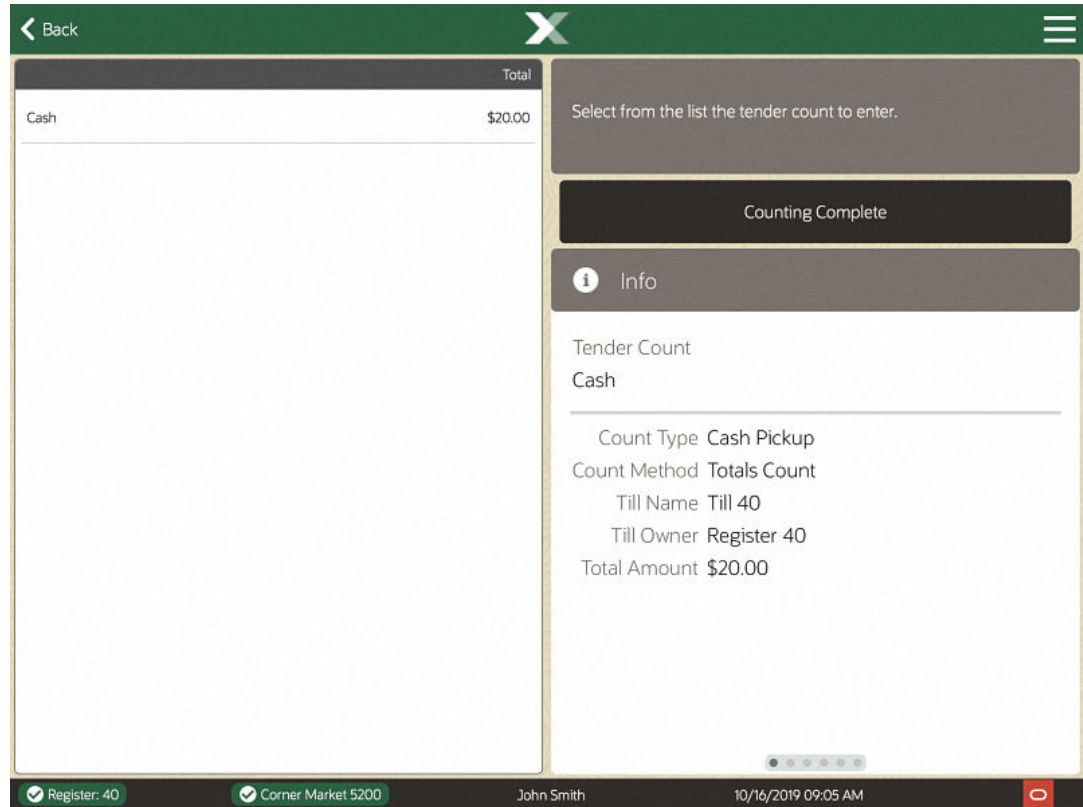 Back
Total
Cash $20.00
Select from the list the tender count to enter.
Counting Complete
Info
Tender Count
Cash
Count Type Cash Pickup
Count Method Totals Count
Till Name Till 40
Till Owner Register 40
Total Amount $20.00
Register: 40 Corner Market 5200 John Smith 10/16/2019 09:05 AM